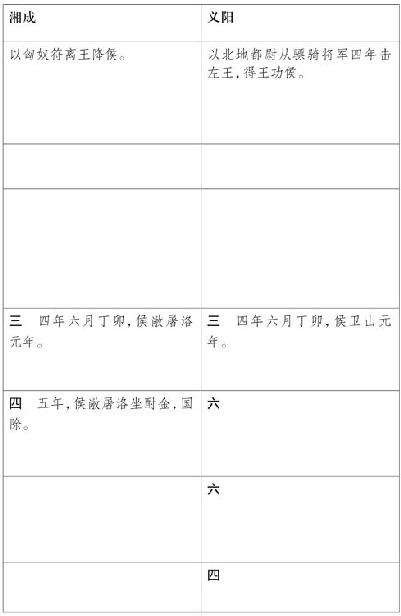 湘成
义阳
以匈奴符离王降侯。
以北地都尉从骠骑将军四年击
左王，得王功侯。
三　四年六月丁卯，侯敞屠洛
元年。
三　四年六月丁卯，侯卫山元
年。
四　五年，侯敞屠洛坐酎金，国
除。
六
六
四